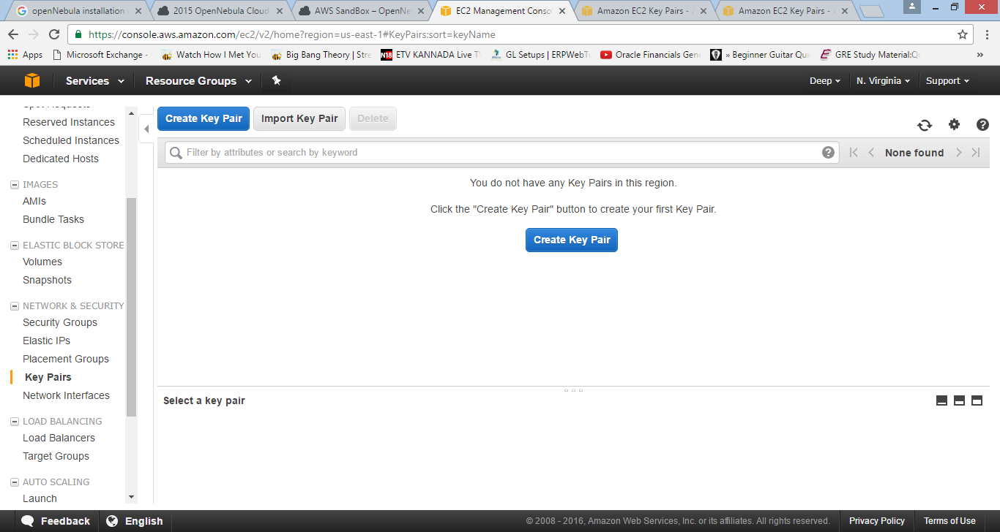 openNebula installation
2015 OpenNebula Cloud
AWS SandBox – OpenNe
EC2 Management Conso
Amazon EC2 Key Pairs -
Amazon EC2 Key Pairs -
https://console.aws.amazon.com/ec2/v2/home?region=us-east-1#KeyPairs:sort=keyName
Apps
Microsoft Exchange -
Watch How I Met You
Big Bang Theory | Stre
N18
ETV KANNADA Live T
GL Setups | ERPWebT
Oracle Financials Gen
» Beginner Guitar Qui
GRE Study Material:Q
»
Services
Resource Groups
Deep
N. Virginia
Support
Spot Requests
Reserved Instances
Scheduled Instances
Dedicated Hosts
IMAGES
AMIs
Bundle Tasks
ELASTIC BLOCK STORE
Volumes
Snapshots
NETWORK & SECURITY
Security Groups
Elastic IPs
Placement Groups
Key Pairs
Network Interfaces
LOAD BALANCING
Load Balancers
Target Groups
AUTO SCALING
Launch
Create Key Pair
Import Key Pair
Delete
Filter by attributes or search by keyword
None found
You do not have any Key Pairs in this region.
Click the "Create Key Pair" button to create your first Key Pair.
Create Key Pair
Select a key pair
Feedback
English
© 2008 - 2016, Amazon Web Services, Inc. or its affiliates. All rights reserved.
Privacy Policy
Terms of Use